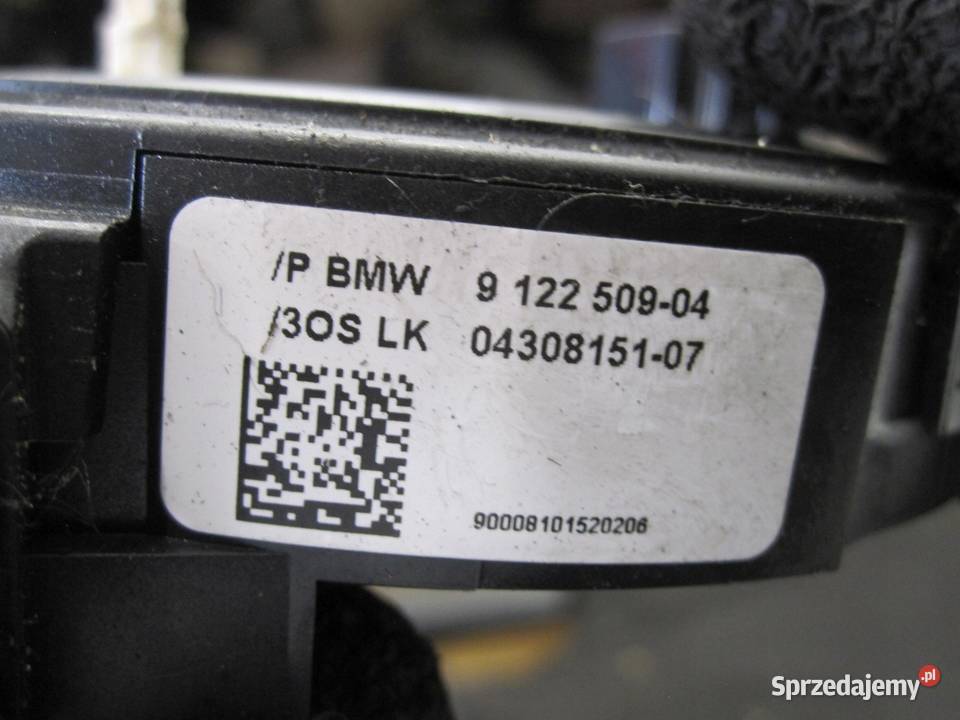 /P BMW 9 122 509-04
/3OS LK 04308151-07
90008101520206
Sprzedajemy.pl